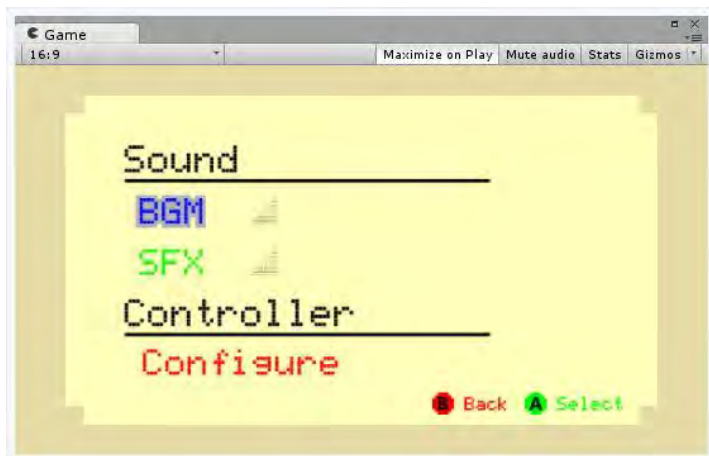 Game
16:9 Maximize on Play Mute audio Stats Gizmos
Sound
BGM
SFX
Controller
Configure
B Back A Select